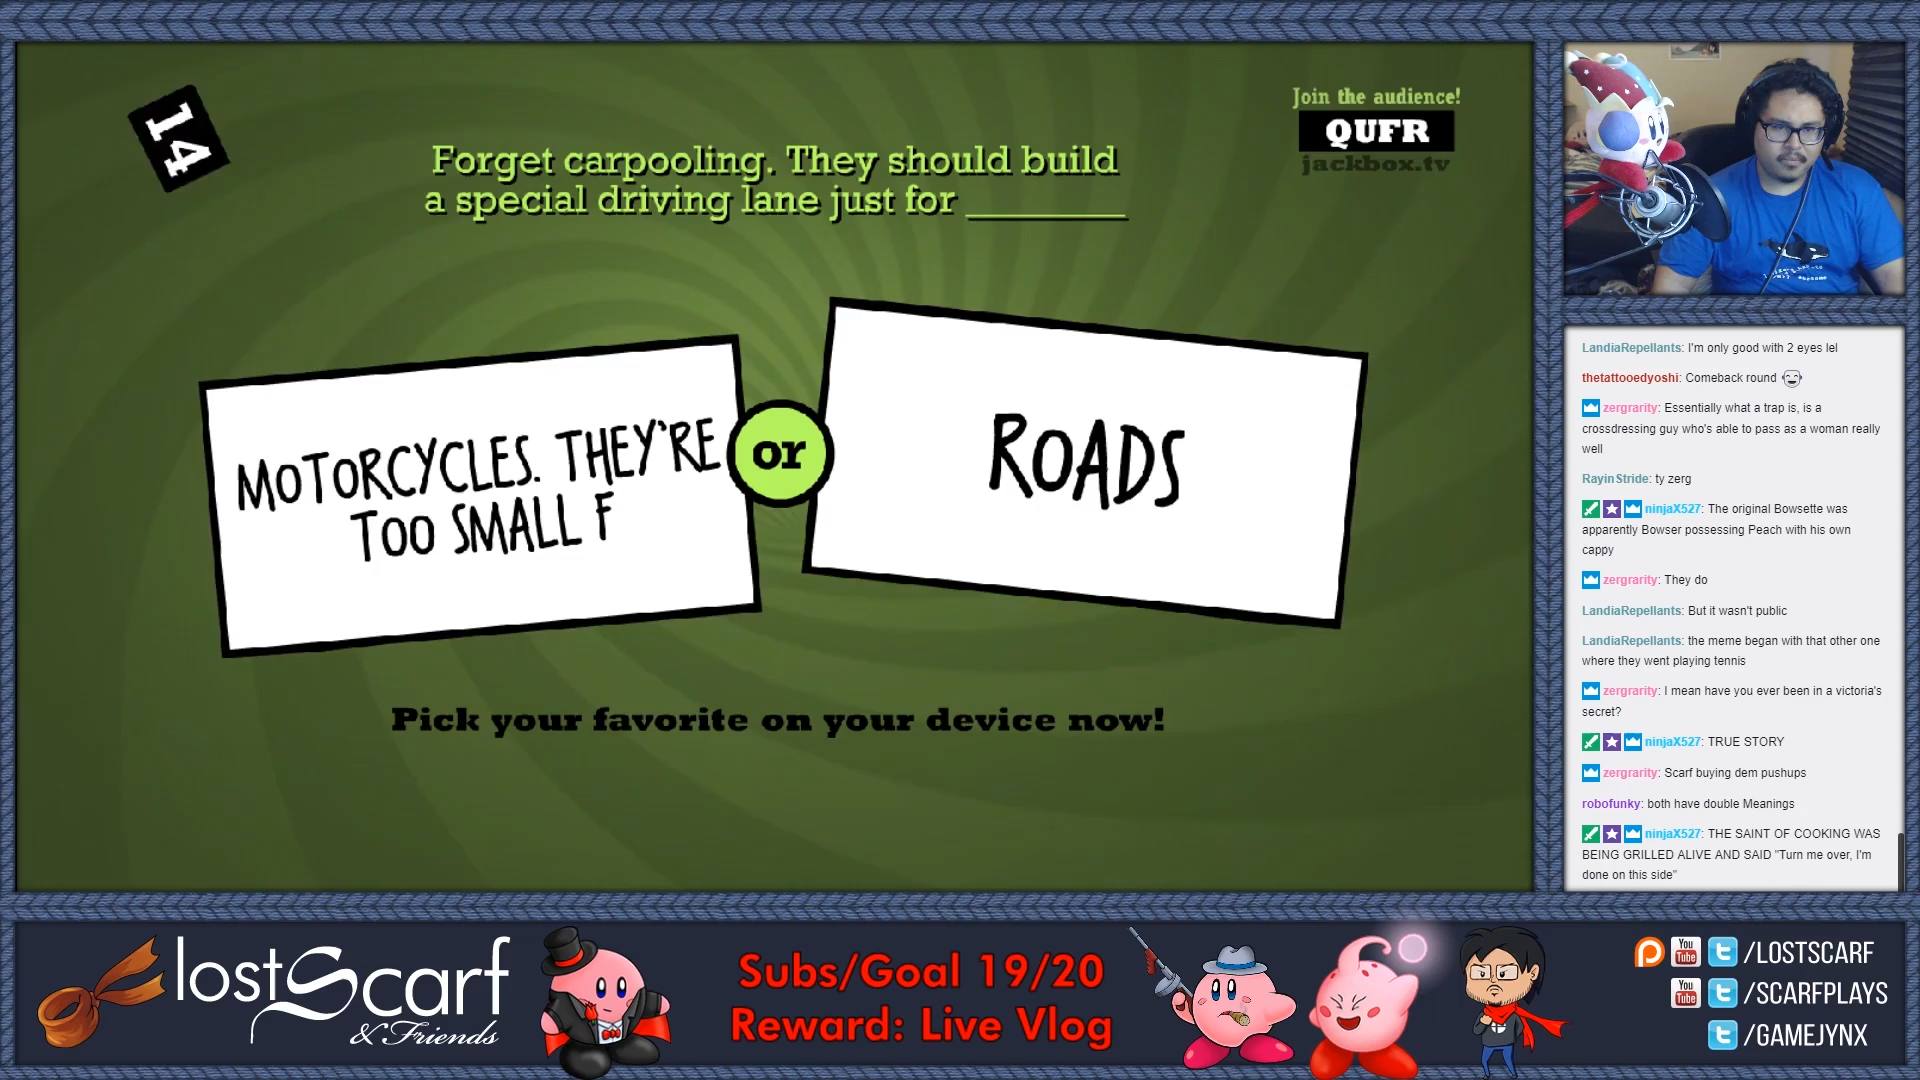 14
Forget carpooling. They should build
a special driving lane just for ________
Join the audience!
QUFR
jackbox.tv
MOTORCYCLES. THEY'RE
TOO SMALL F
or
ROADS
Pick your favorite on your device now!
LandiaRepellants: I'm only good with 2 eyes lel
thetattooedyoshi: Comeback round
zergrarity: Essentially what a trap is, is a
crossdressing guy who's able to pass as a woman really
well
RayinStride: ty zerg
ninjaX527: The original Bowsette was
apparently Bowser possessing Peach with his own
cappy
zergrarity: They do
LandiaRepellants: But it wasn't public
LandiaRepellants: the meme began with that other one
where they went playing tennis
zergrarity: I mean have you ever been in a victoria's
secret?
ninjaX527: TRUE STORY
zergrarity: Scarf buying dem pushups
robofunky: both have double Meanings
ninjaX527: THE SAINT OF COOKING WAS
BEING GRILLED ALIVE AND SAID "Turn me over, I'm
done on this side"
lostScarf
& Friends
Subs/Goal 19/20
Reward: Live Vlog
You Tube /LOSTSCARF
You Tube /SCARFPLAYS
/GAMEJYNX